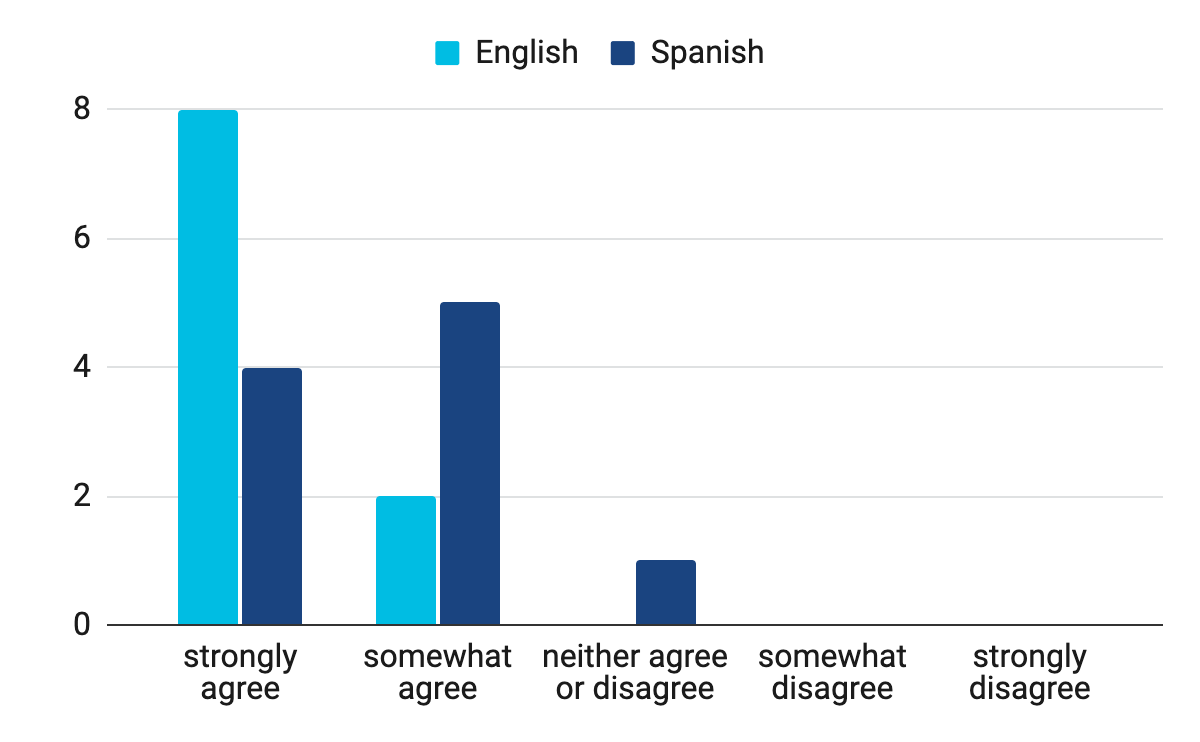 English Spanish
8
6
4
2
0
strongly agree
somewhat agree
neither agree or disagree
somewhat disagree
strongly disagree